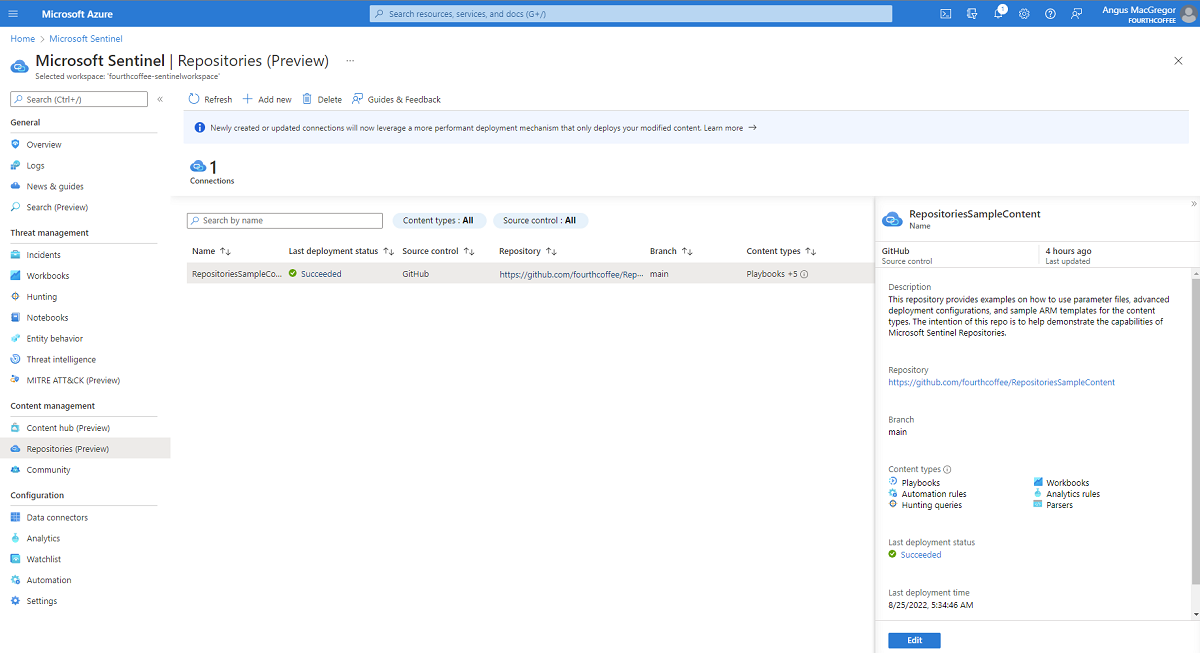 Microsoft Azure
Search resources, services, and docs (G+/)
1
Angus MacGregor
FOURTHCOFFEE
Home > Microsoft Sentinel
Microsoft Sentinel | Repositories (Preview) ...
Selected workspace: 'fourthcoffee-sentinelworkspace'
Search (Ctrl+/)
«
General
Overview
Logs
News & guides
Search (Preview)
Threat management
Incidents
Workbooks
Hunting
Notebooks
Entity behavior
Threat intelligence
MITRE ATT&CK (Preview)
Content management
Content hub (Preview)
Repositories (Preview)
Community
Configuration
Data connectors
Analytics
Watchlist
Automation
Settings
Refresh
Add new
Delete
Guides & Feedback
Newly created or updated connections will now leverage a more performant deployment mechanism that only deploys your modified content. Learn more →
1
Connections
Search by name
Content types : All
Source control : All
Name ↑↓ Last deployment status ↑↓ Source control ↑↓ Repository ↑↓ Branch ↑↓ Content types ↑↓
RepositoriesSampleCo... Succeeded GitHub https://github.com/fourthcoffee/Rep... main Playbooks +5
»
RepositoriesSampleContent
Name
GitHub
Source control
4 hours ago
Last updated
Description
This repository provides examples on how to use parameter files, advanced
deployment configurations, and sample ARM templates for the content
types. The intention of this repo is to help demonstrate the capabilities of
Microsoft Sentinel Repositories.
Repository
https://github.com/fourthcoffee/RepositoriesSampleContent
Branch
main
Content types
Playbooks Workbooks
Automation rules Analytics rules
Hunting queries Parsers
Last deployment status
Succeeded
Last deployment time
8/25/2022, 5:34:46 AM
Edit